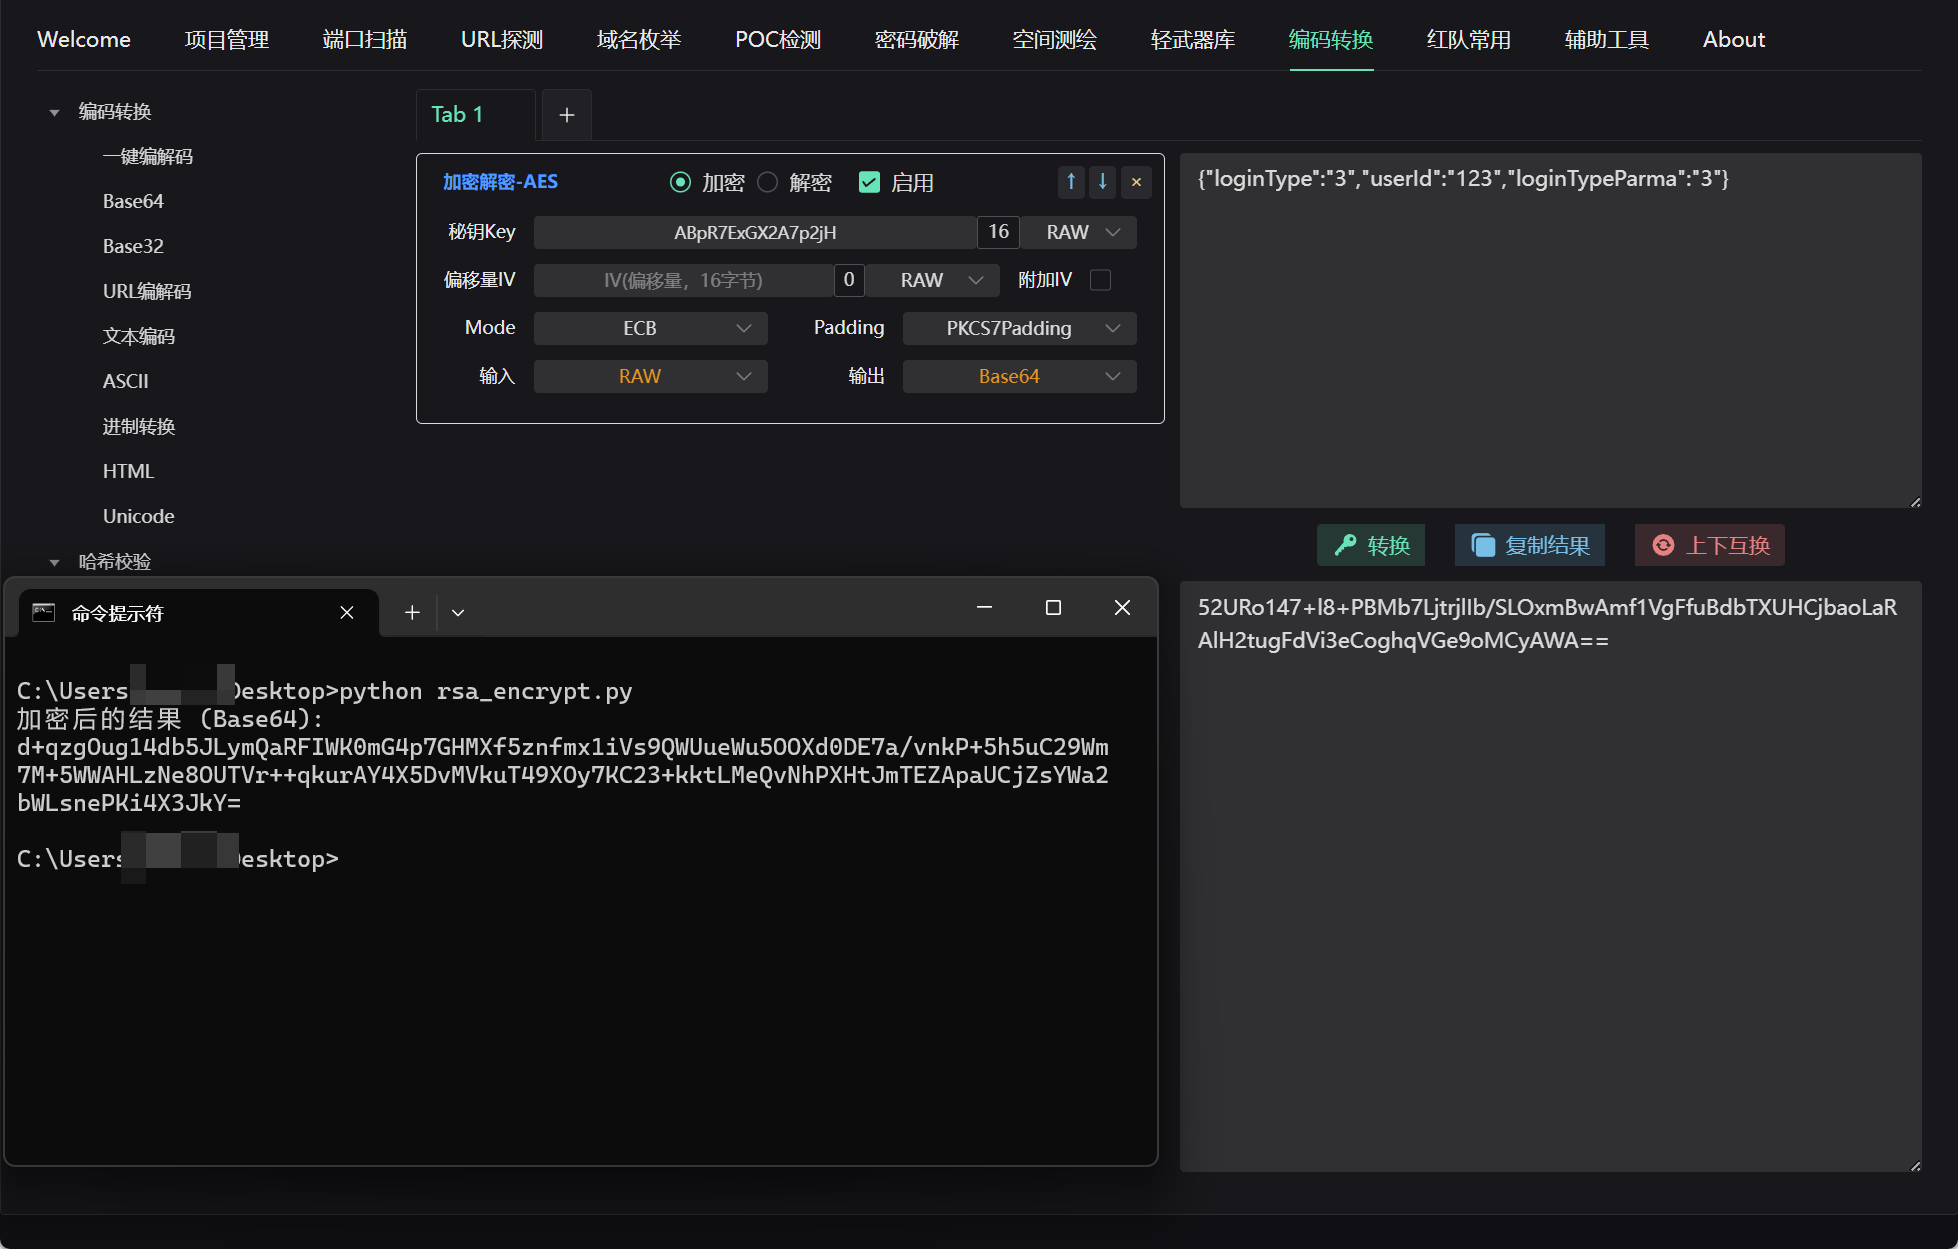 Welcome 项目管理 端口扫描 URL探测 域名枚举 POC检测 密码破解 空间测绘 轻武器库 编码转换 红队常用 辅助工具 About
编码转换
一键编解码
Base64
Base32
URL编解码
文本编码
ASCII
进制转换
HTML
Unicode
哈希校验
Tab 1 +
加密解密-AES 加密 解密 启用 ↑ ↓ ×
秘钥Key ABpR7ExGX2A7p2jH 16 RAW
偏移量IV IV(偏移量，16字节) 0 RAW 附加IV
Mode ECB Padding PKCS7Padding
输入 RAW 输出 Base64
{"loginType":"3","userId":"123","loginTypeParma":"3"}
转换 复制结果 上下互换
52URo147+l8+PBMb7LjtrjlIb/SLOxmBwAmf1VgFfuBdbTXUHCjbaoLaR
AlH2tugFdVi3eCoghqVGe9oMCyAWA==
命令提示符
C:\Users Desktop>python rsa_encrypt.py
加密后的结果 (Base64):
d+qzgOug14db5JLymQaRFIWK0mG4p7GHMXf5znfmx1iVs9QWUueWu5OOXd0DE7a/vnkP+5h5uC29Wm
7M+5WWAHLzNe8OUTVr++qkurAY4X5DvMVkuT49XOy7KC23+kktLMeQvNhPXHtJmTEZApaUCjZsYWa2
bWLsnePKi4X3JkY=
C:\Users Desktop>